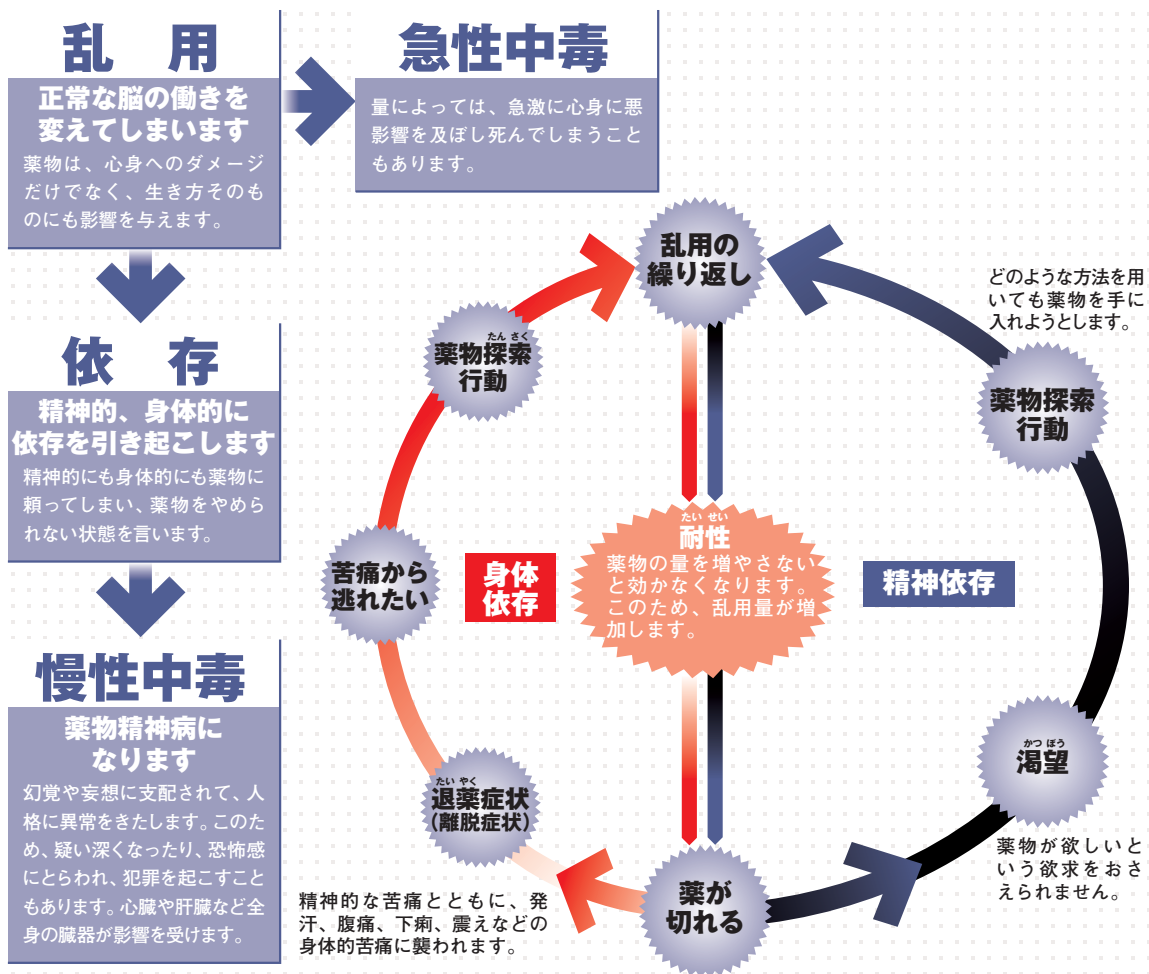 乱 用
正常な脳の働きを
変えてしまいます
薬物は、心身へのダメージ
だけでなく、生き方そのも
のにも影響を与えます。
急性中毒
量によっては、急激に心身に悪
影響を及ぼし死んでしまうこと
もあります。
依 存
精神的、身体的に
依存を引き起こします
精神的にも身体的にも薬物に
頼ってしまい、薬物をやめら
れない状態を言います。
慢性中毒
薬物精神病に
なります
幻覚や妄想に支配されて、人
格に異常をきたします。このた
め、疑い深くなったり、恐怖感
にとらわれ、犯罪を起こすこと
もあります。心臓や肝臓など全
身の臓器が影響を受けます。
乱用の
繰り返し
たん さく
薬物探索
行動
苦痛から
逃れたい
身体
依存
たい やく
退薬症状
(離脱症状)
精神的な苦痛とともに、発
汗、腹痛、下痢、震えなどの
身体的苦痛に襲われます。
たい せい
耐性
薬物の量を増やさない
と効かなくなります。
このため、乱用量が増
加します。
薬が
切れる
どのような方法を用
いても薬物を手に
入れようとします。
薬物探索
行動
精神依存
かつ ぼう
渇望
薬物が欲しいと
いう欲求をおさ
えられません。